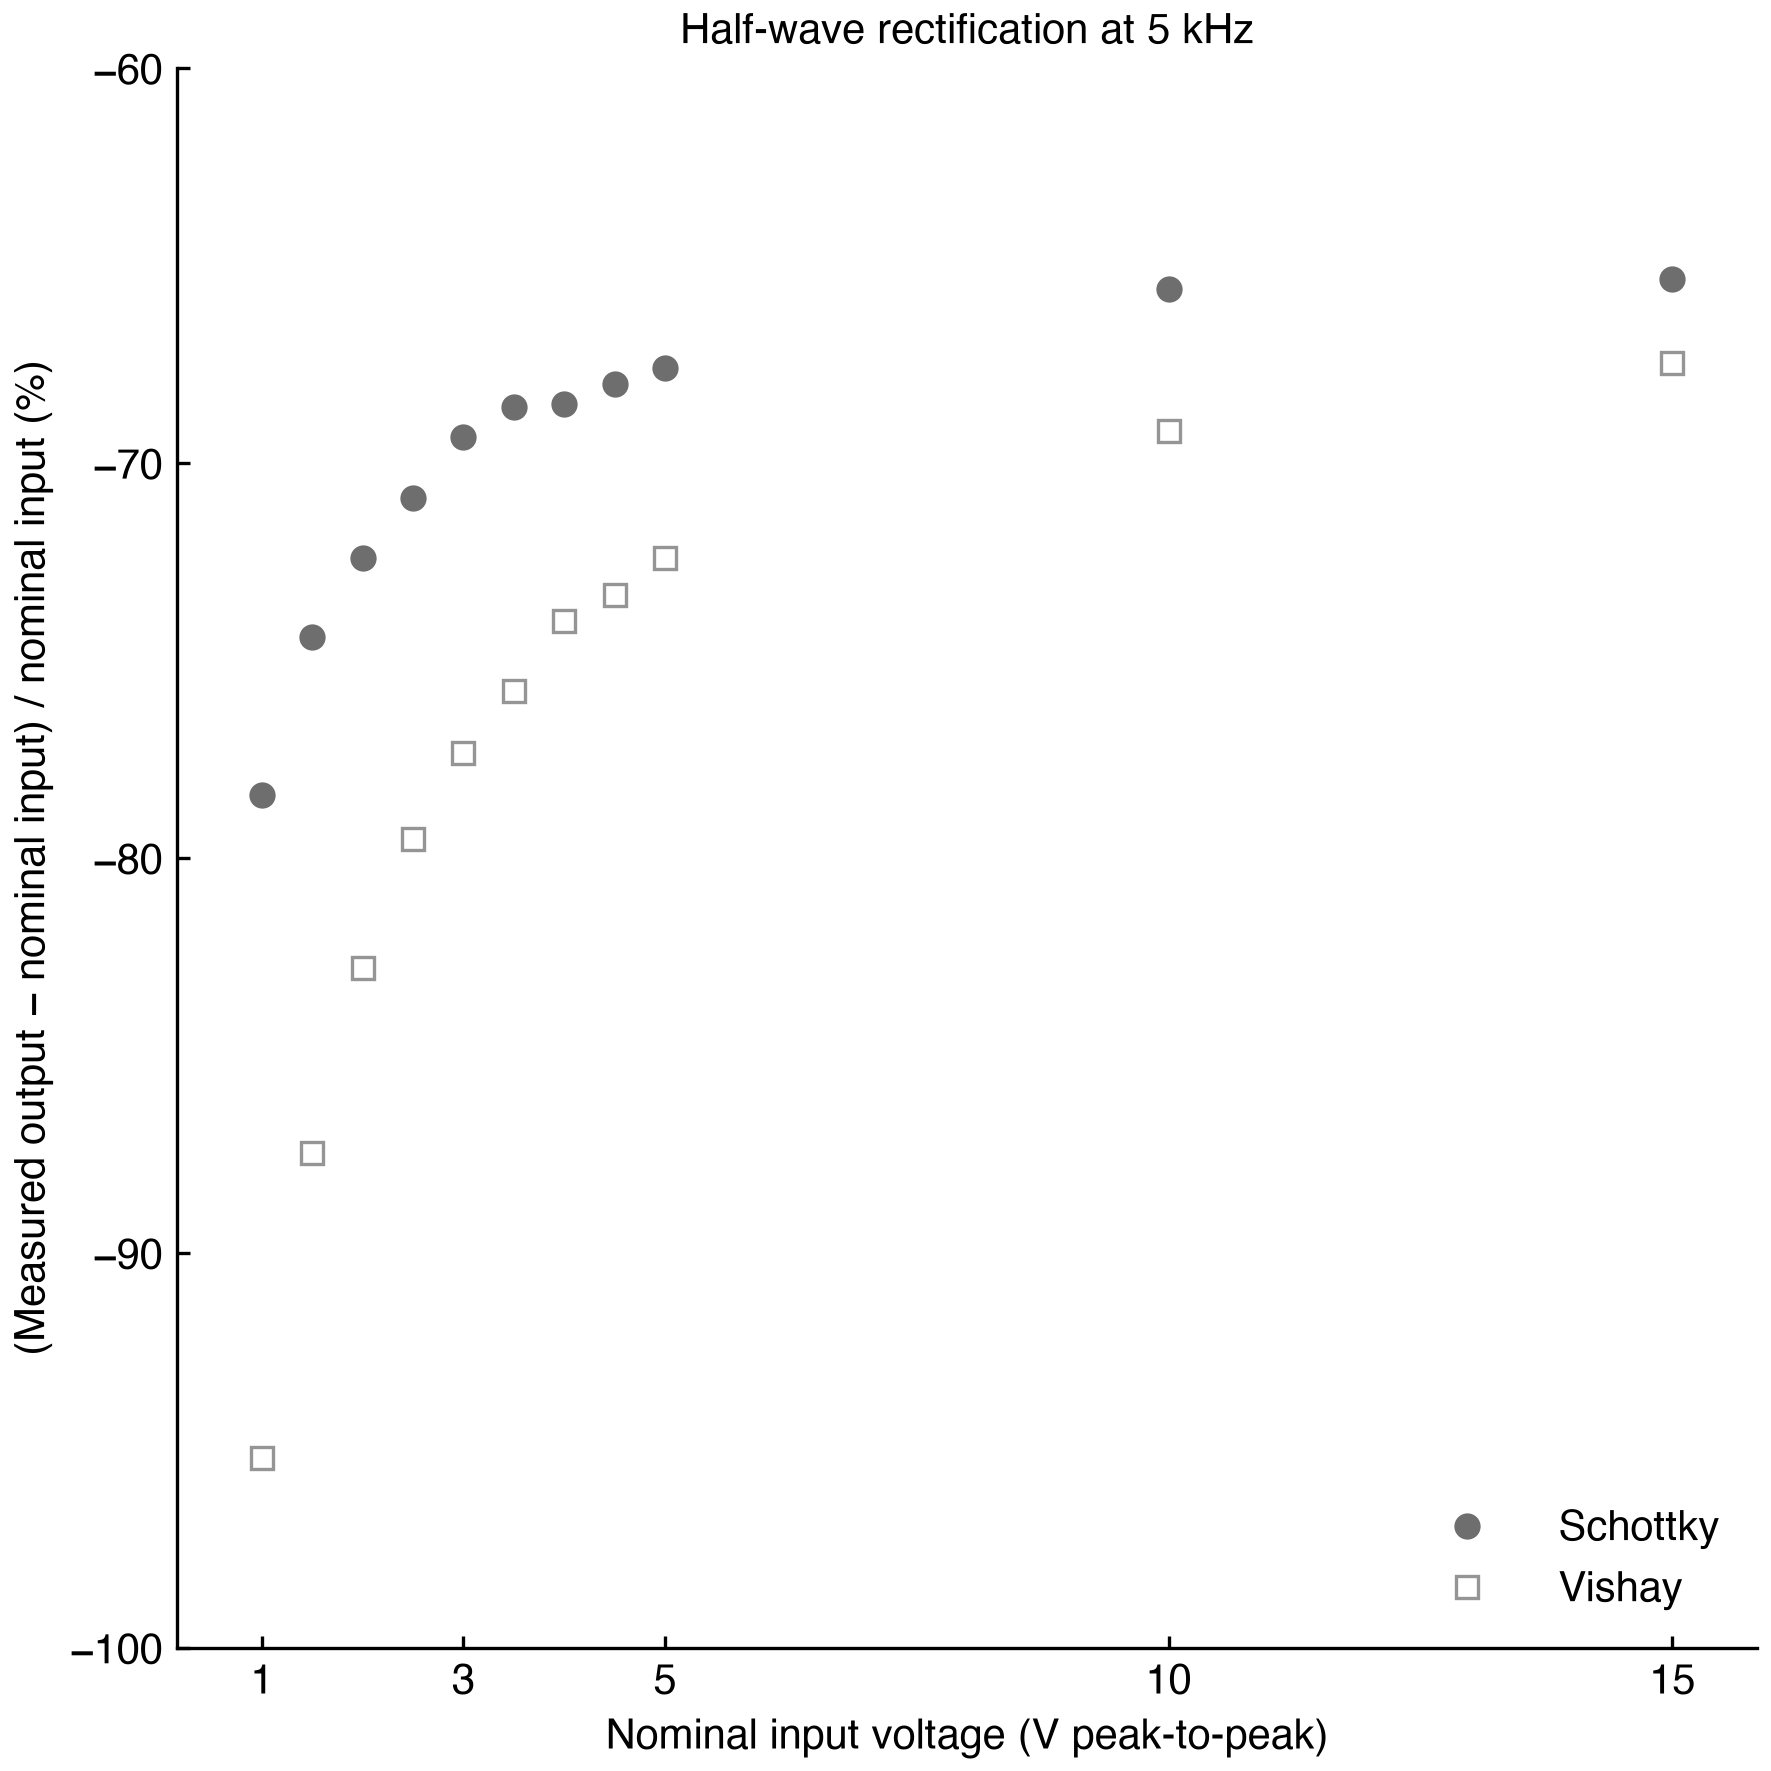 Half-wave rectification at 5 kHz
(Measured output – nominal input) / nominal input (%)
–60
–70
–80
–90
–100
1 3 5 10 15
Nominal input voltage (V peak-to-peak)
Schottky
Vishay